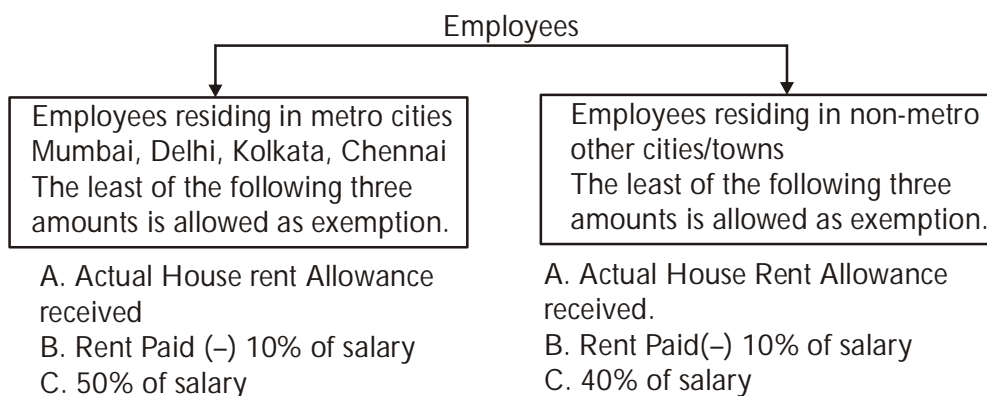 Employees
Employees residing in metro cities
Mumbai, Delhi, Kolkata, Chennai
The least of the following three
amounts is allowed as exemption.
A. Actual House rent Allowance
received
B. Rent Paid (–) 10% of salary
C. 50% of salary
Employees residing in non-metro
other cities/towns
The least of the following three
amounts is allowed as exemption.
A. Actual House Rent Allowance
received.
B. Rent Paid(–) 10% of salary
C. 40% of salary